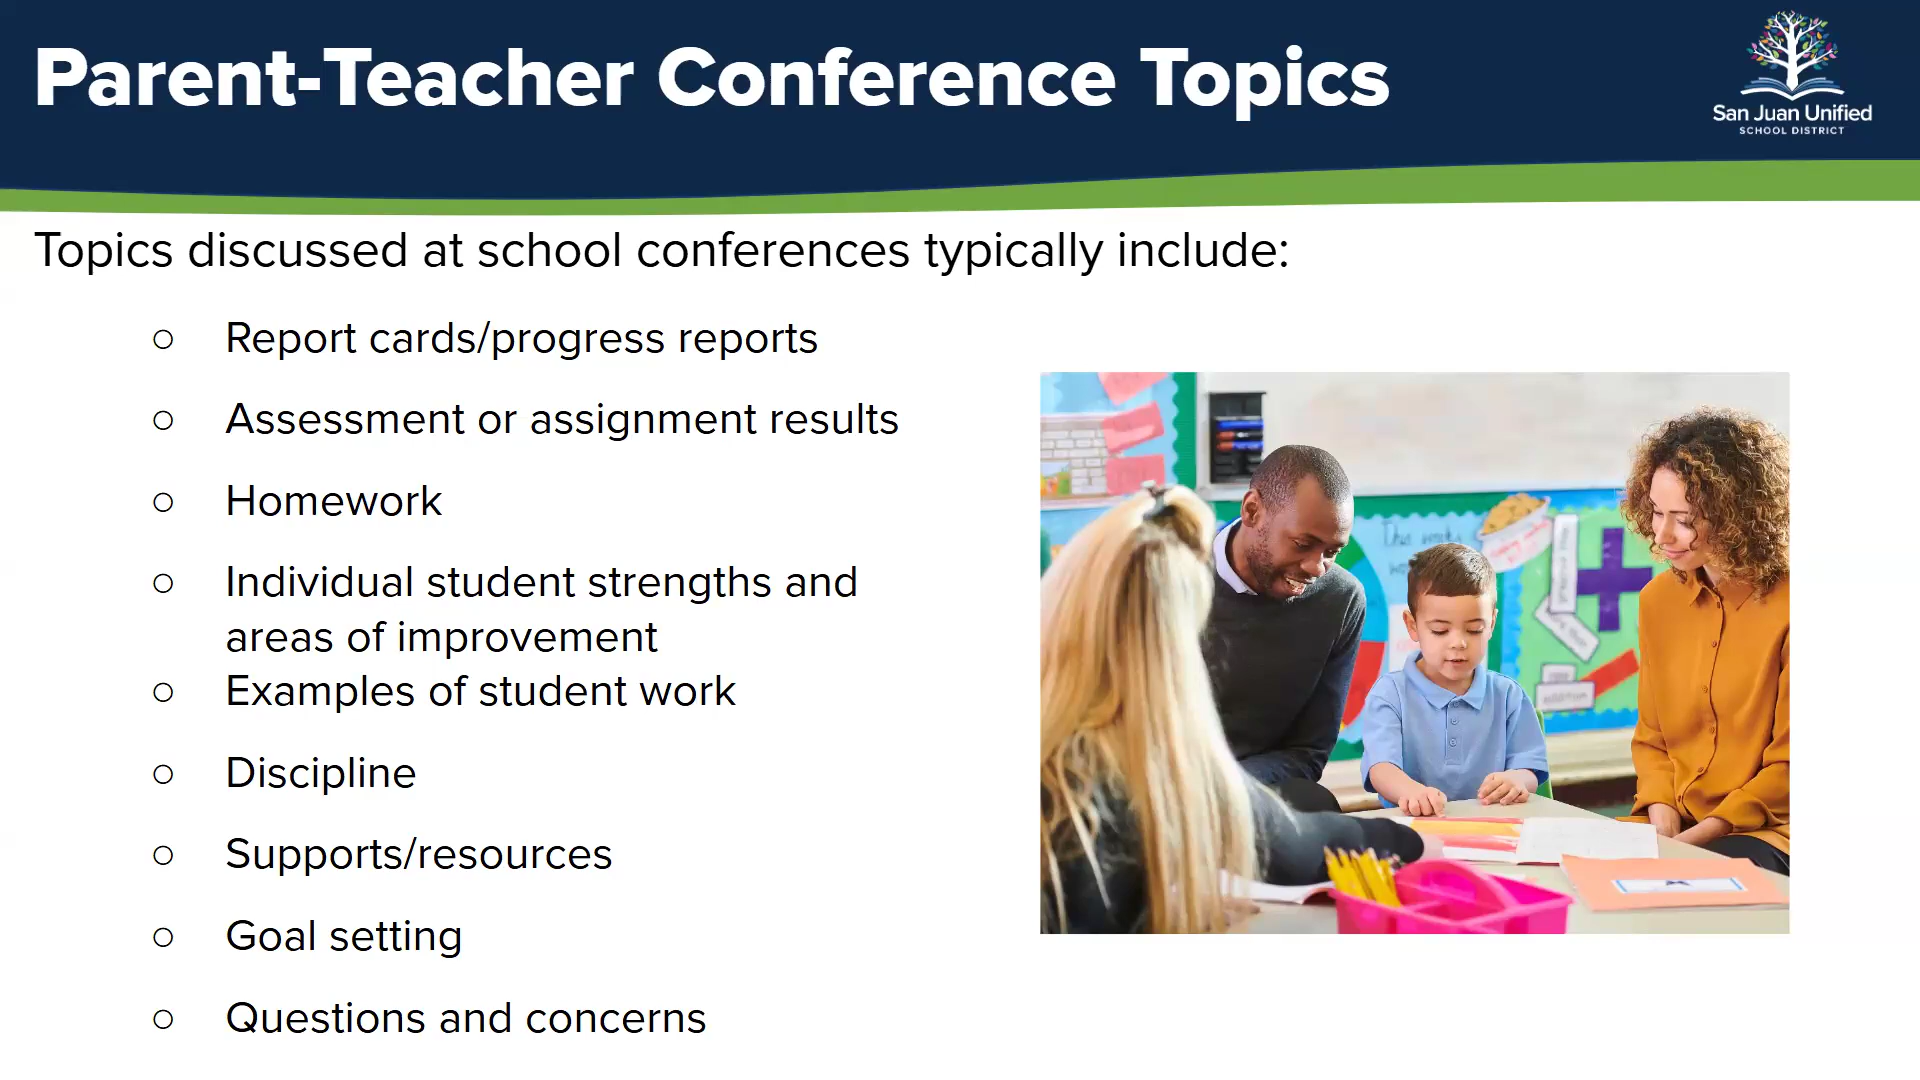 Parent-Teacher Conference Topics
San Juan Unified
SCHOOL DISTRICT
Topics discussed at school conferences typically include:
○ Report cards/progress reports
○ Assessment or assignment results
○ Homework
○ Individual student strengths and
areas of improvement
○ Examples of student work
○ Discipline
○ Supports/resources
○ Goal setting
○ Questions and concerns